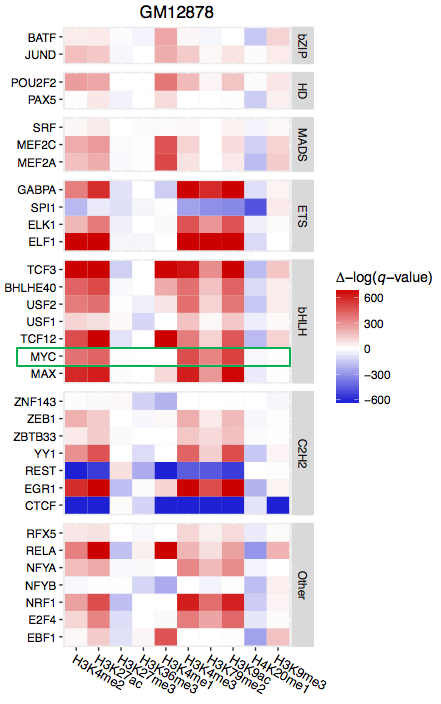 GM12878
BATF
JUND
bZIP
POU2F2
PAX5
HD
SRF
MEF2C
MEF2A
MADS
GABPA
SPI1
ELK1
ELF1
ETS
TCF3
BHLHE40
USF2
USF1
TCF12
MYC
MAX
bHLH
ZNF143
ZEB1
ZBTB33
YY1
REST
EGR1
CTCF
C2H2
RFX5
RELA
NFYA
NFYB
NRF1
E2F4
EBF1
Other
H3K4me2
H3K27ac
H3K27me3
H3K36me3
H3K4me1
H3K4me3
H3K79me2
H3K9ac
H4K20me1
H3K9me3
Δ-log(q-value)
600
300
0
−300
−600